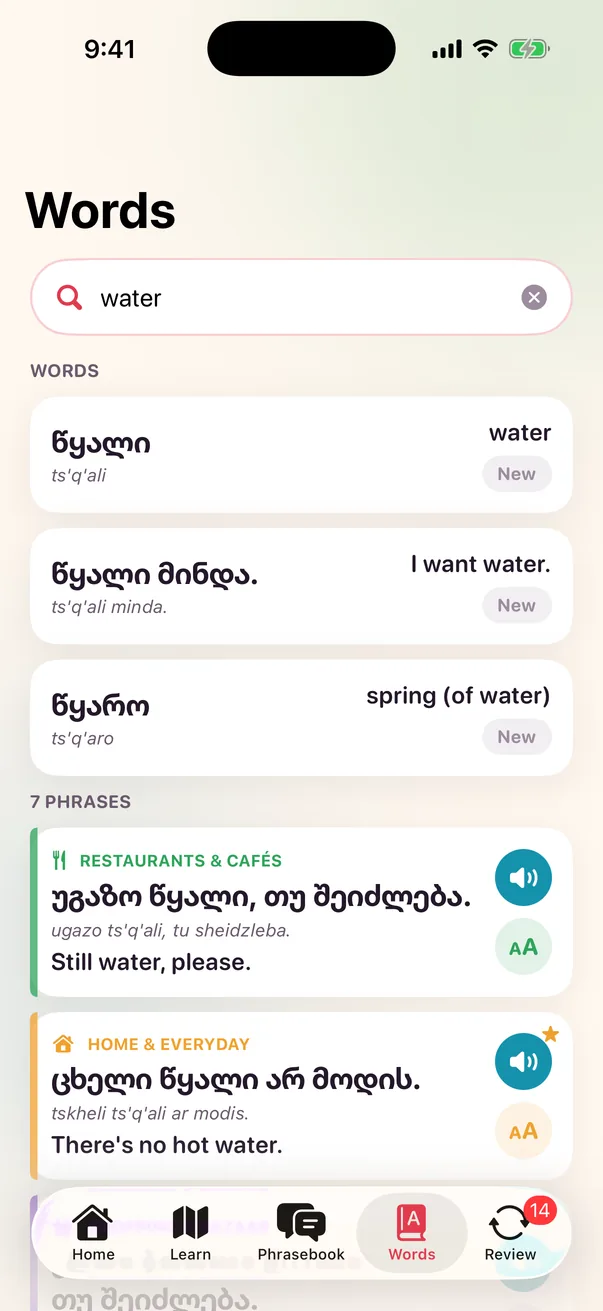 9:41
Words
water
WORDS
წყალი
water
ts'q'ali
New
წყალი მინდა.
I want water.
ts'q'ali minda.
New
წყარო
spring (of water)
ts'q'aro
New
7 PHRASES
RESTAURANTS & CAFÉS
უგაზო წყალი, თუ შეიძლება.
ugazo ts'q'ali, tu sheidzleba.
AA
Still water, please.
HOME & EVERYDAY
ცხელი წყალი არ მოდის.
tskheli ts'q'ali ar modis.
AA
There's no hot water.
A
14
Home
Learn
Phrasebook
Words
Review
თუ შეიძლება.